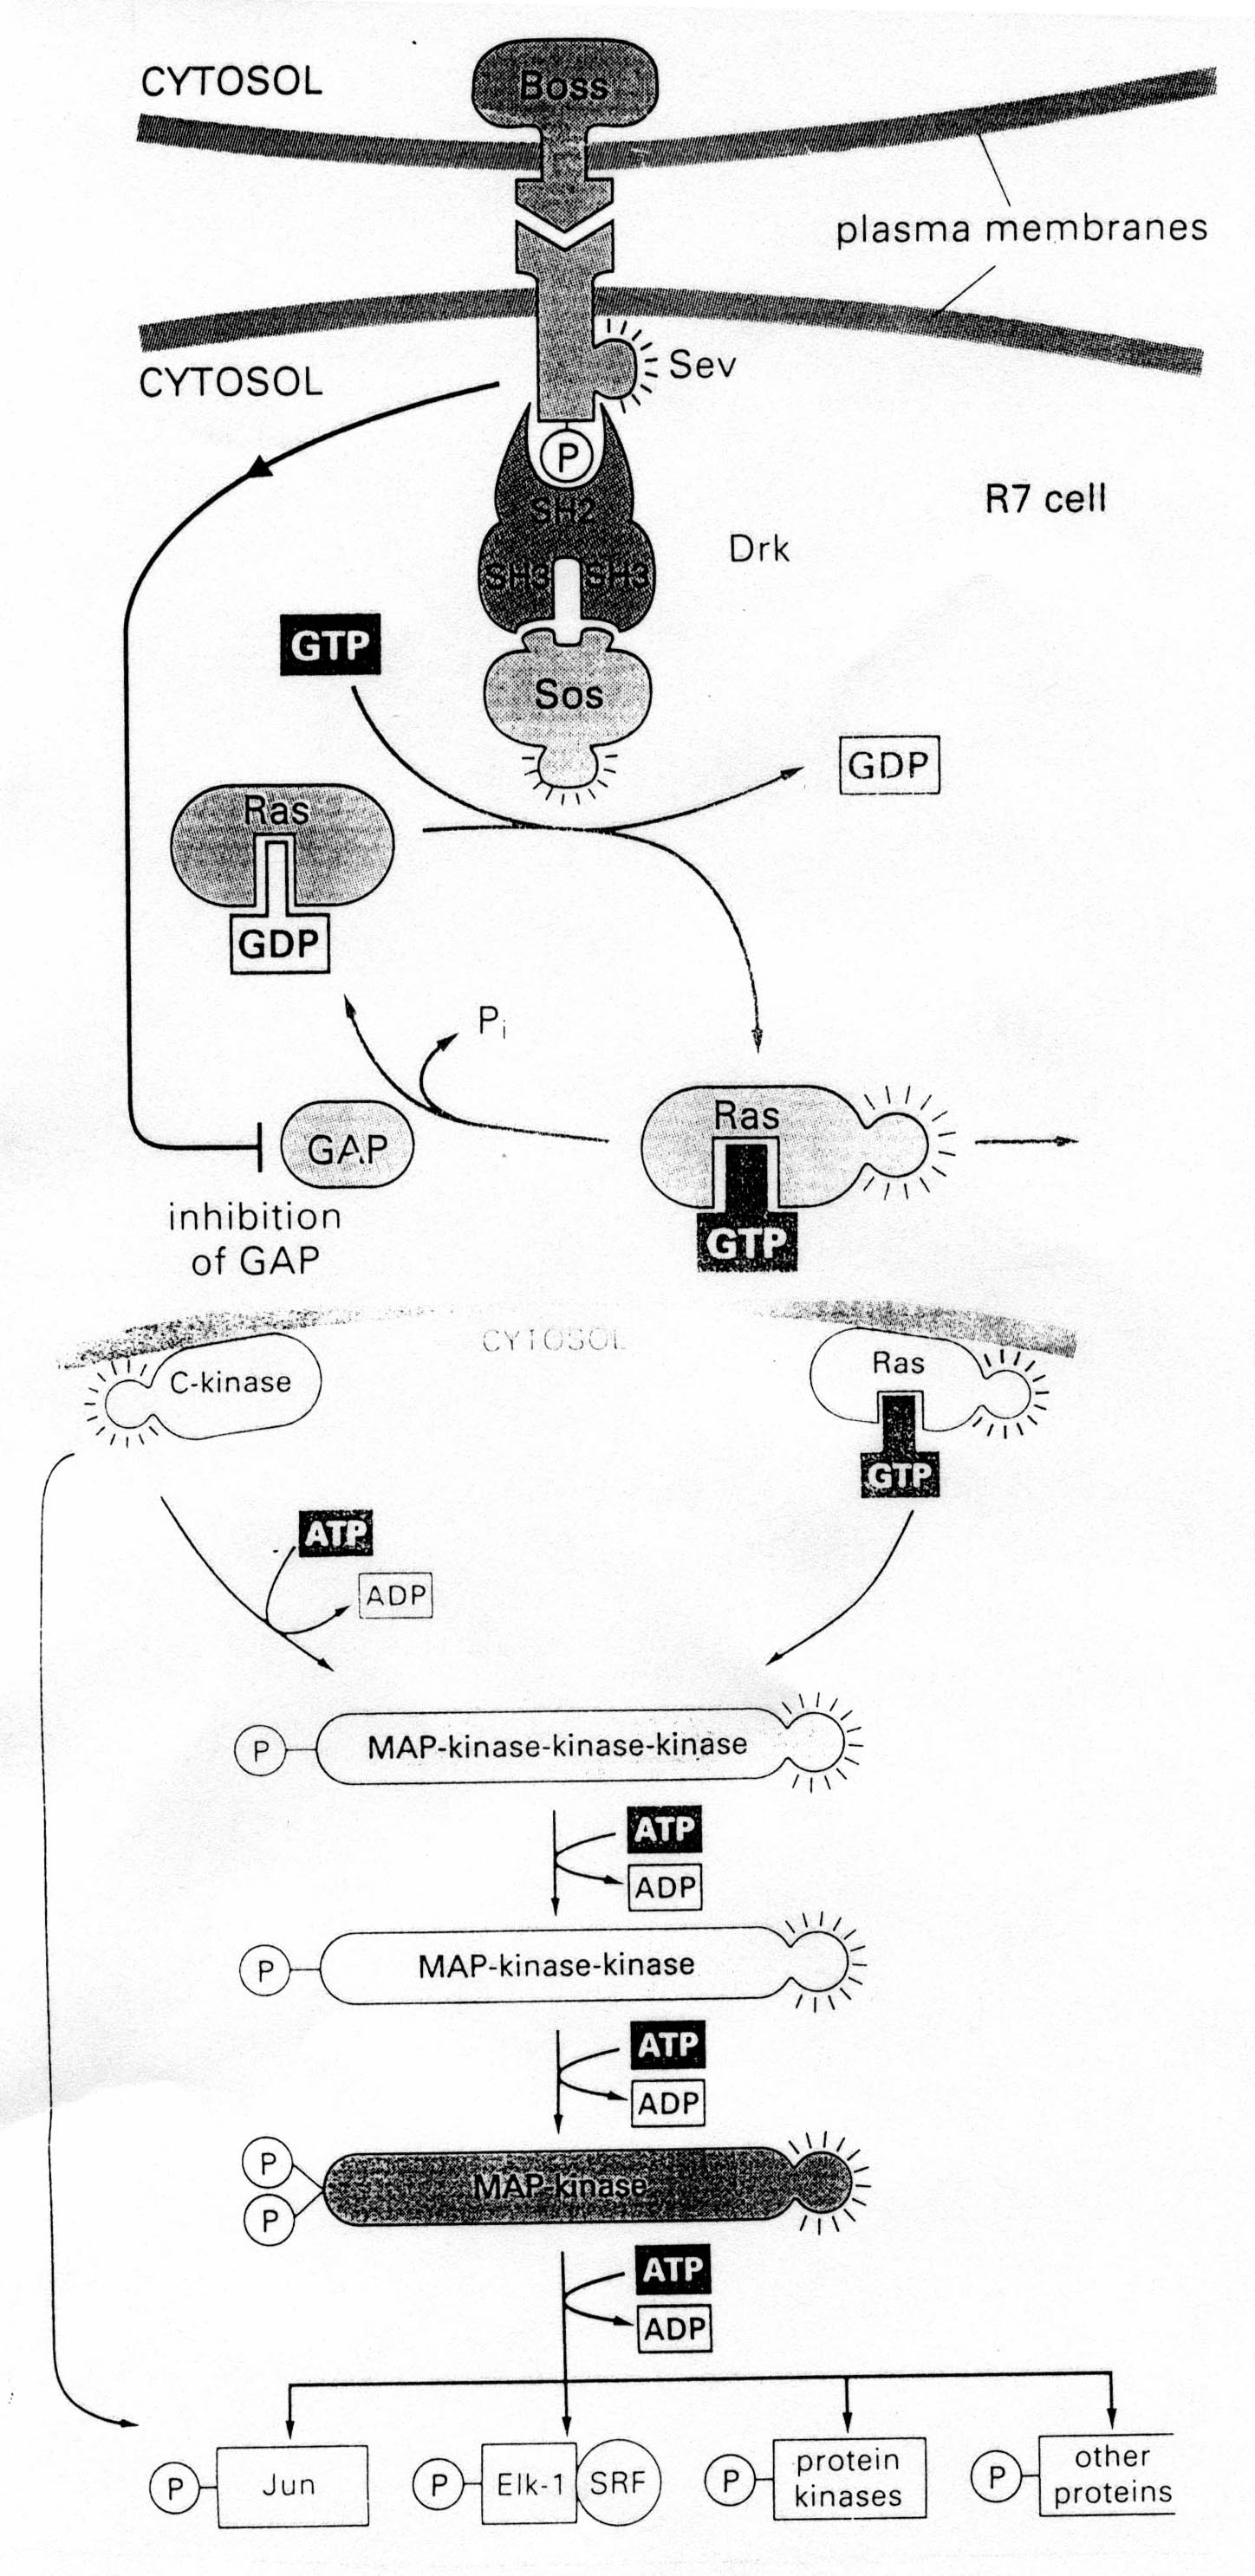 CYTOSOL
Boss
plasma membranes
CYTOSOL
Sev
P
SH2
R7 cell
Drk
SH3 SH3
GTP
Sos
GDP
Ras
GDP
Pi
Ras
GAP
GTP
inhibition
of GAP
CYTOSOL
C-kinase
Ras
GTP
ATP
ADP
P MAP-kinase-kinase-kinase
ATP
ADP
P MAP-kinase-kinase
ATP
ADP
P
MAP-kinase
P
ATP
ADP
P Jun
P Elk-1 SRF
P protein
kinases
P other
proteins